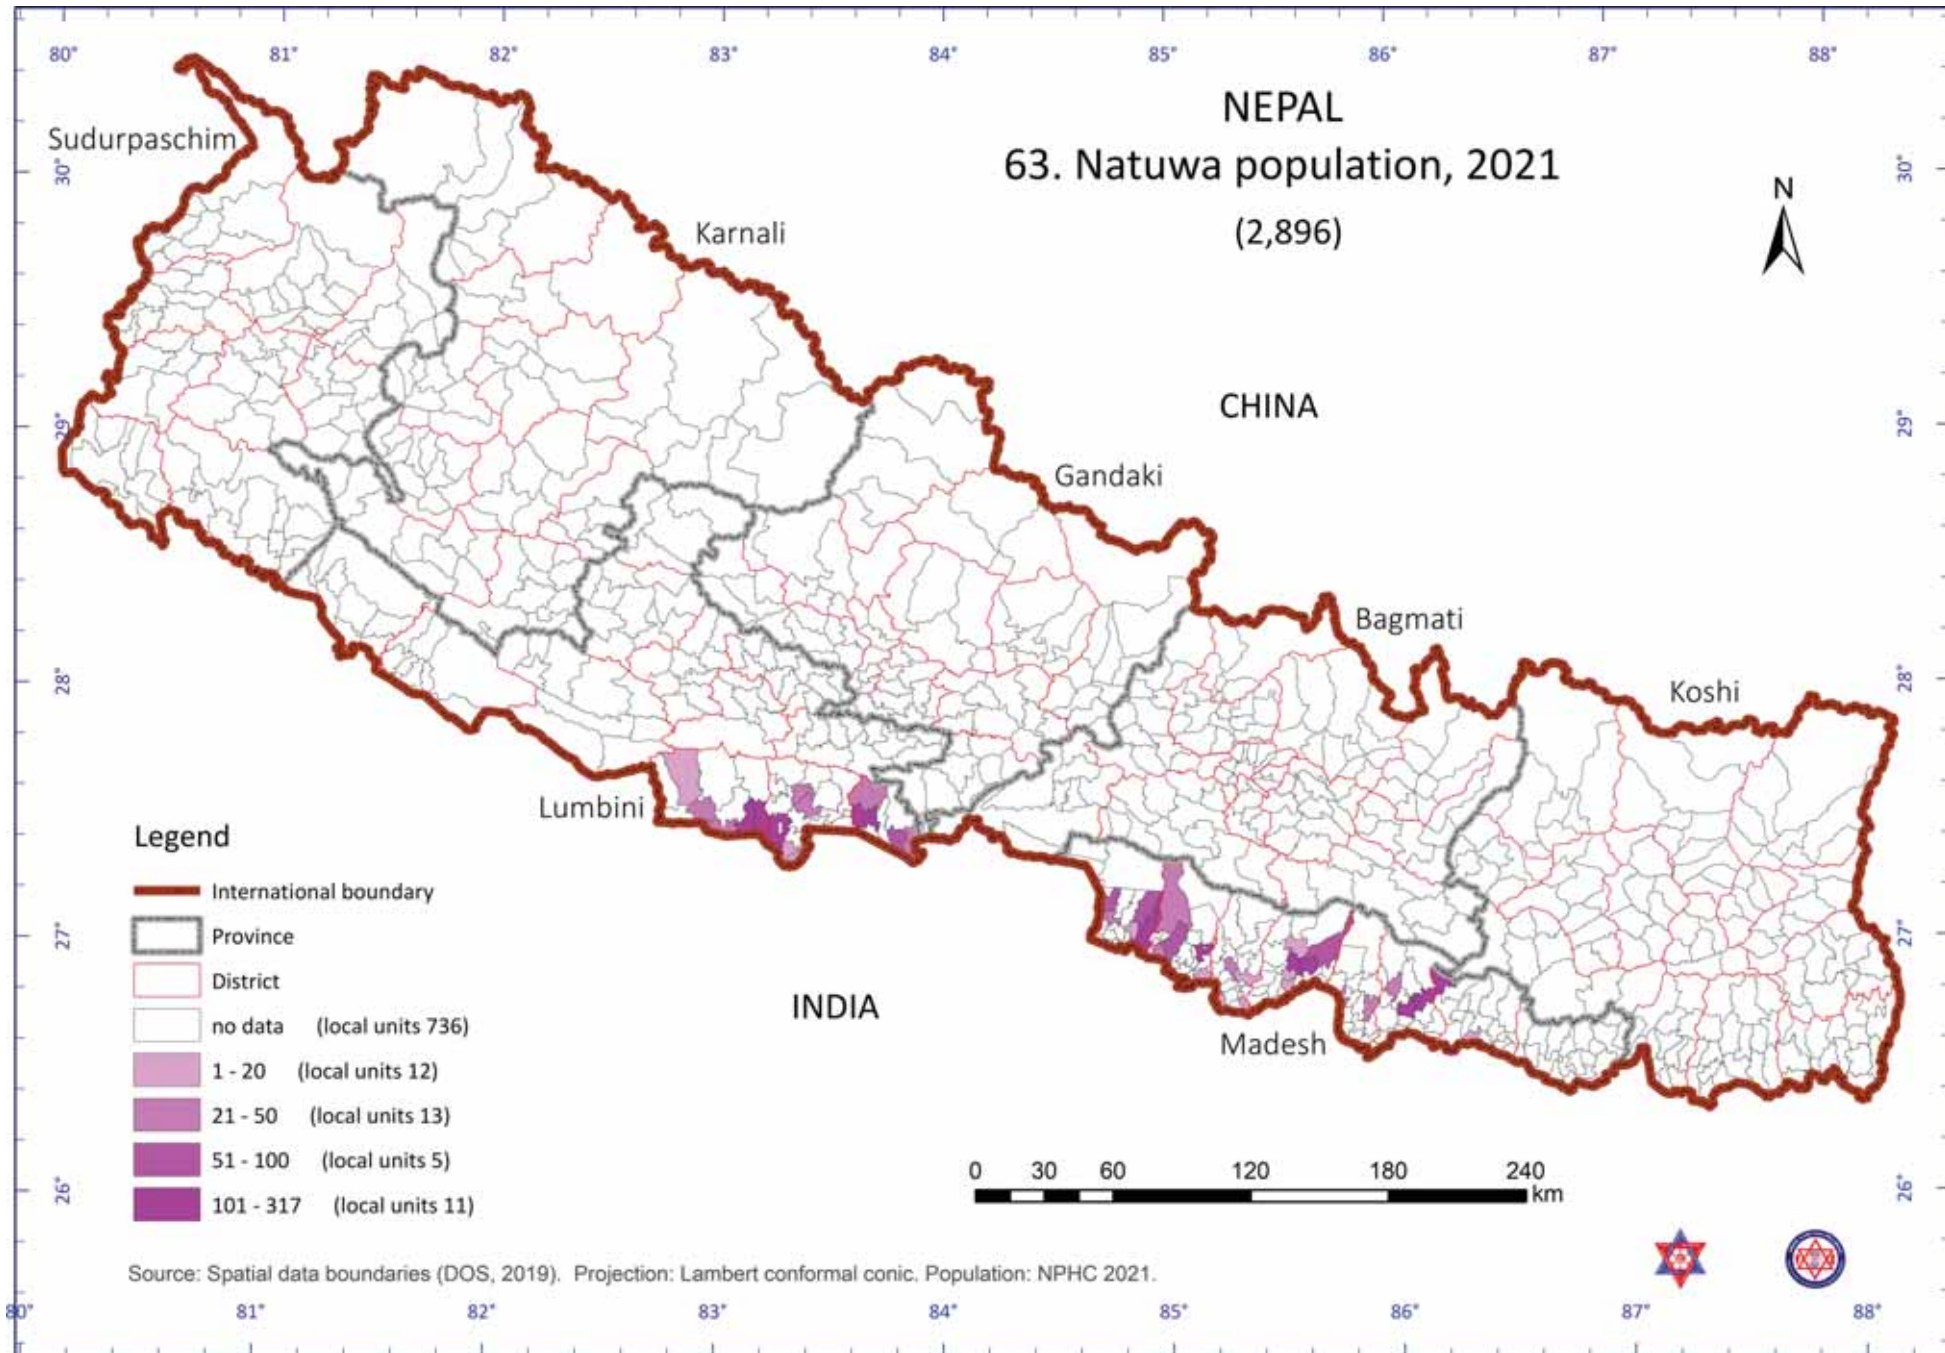 80° 81° 82° 83° 84° 85° 86° 87° 88°
NEPAL
63. Natuwa population, 2021
(2,896)
N
Sudurpaschim
30°
30°
Karnali
CHINA
29°
29°
Gandaki
Bagmati
28°
28°
Koshi
Lumbini
Legend
International boundary
Province
27°
27°
District
INDIA
no data (local units 736)
Madesh
1 - 20 (local units 12)
21 - 50 (local units 13)
51 - 100 (local units 5)
0 30 60 120 180 240
km
26°
26°
101 - 317 (local units 11)
Source: Spatial data boundaries (DOS, 2019). Projection: Lambert conformal conic. Population: NPHC 2021.
80° 81° 82° 83° 84° 85° 86° 87° 88°